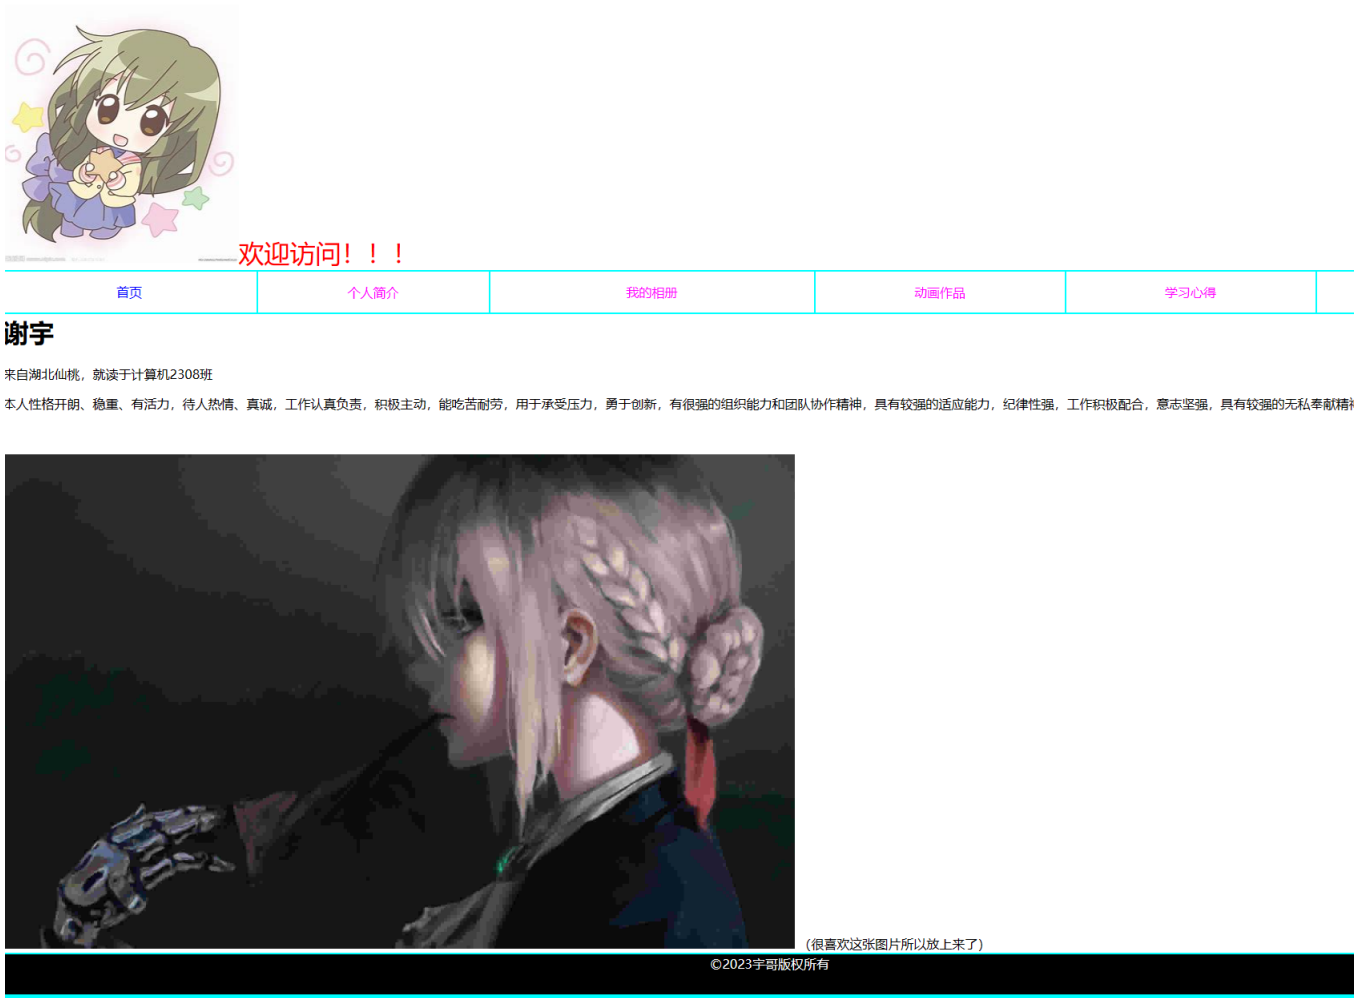 欢迎访问！！！
首页
个人简介
我的相册
动画作品
学习心得
谢宇
来自湖北仙桃，就读于计算机2308班
本人性格开朗、稳重、有活力，待人热情、真诚，工作认真负责，积极主动，能吃苦耐劳，用于承受压力，勇于创新，有很强的组织能力和团队协作精神，具有较强的适应能力，纪律性强，工作积极配合，意志坚强，具有较强的无私奉献精神
（很喜欢这张图片所以放上来了）
©2023宇哥版权所有